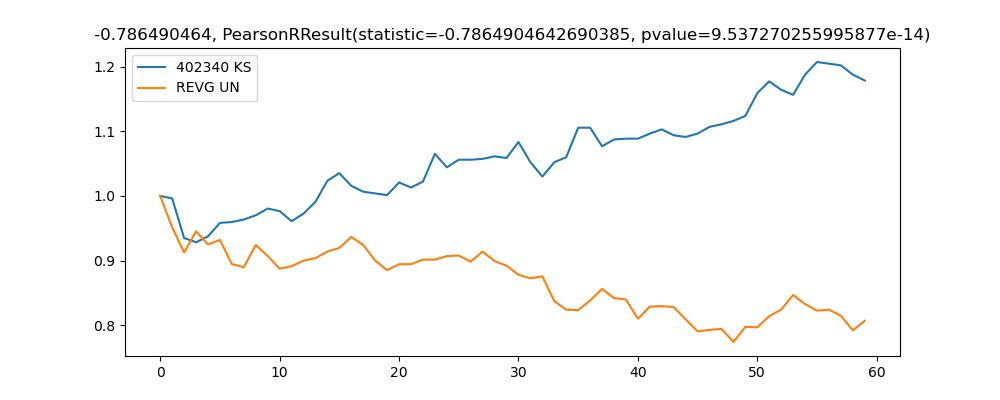 -0.786490464, PearsonRResult(statistic=-0.7864904642690385, pvalue=9.537270255995877e-14)
402340 KS
REVG UN
1.2
1.1
1.0
0.9
0.8
0 10 20 30 40 50 60